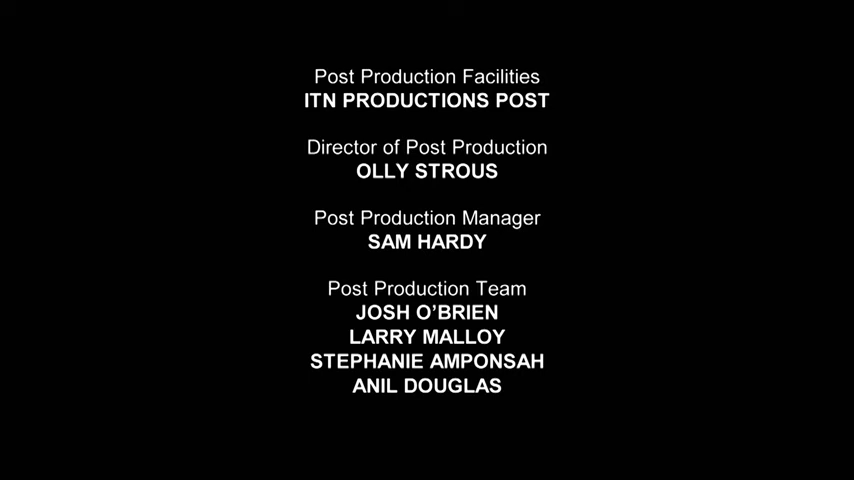 Post Production Facilities
ITN PRODUCTIONS POST
Director of Post Production
OLLY STROUS
Post Production Manager
SAM HARDY
Post Production Team
JOSH O’BRIEN
LARRY MALLOY
STEPHANIE AMPONSAH
ANIL DOUGLAS